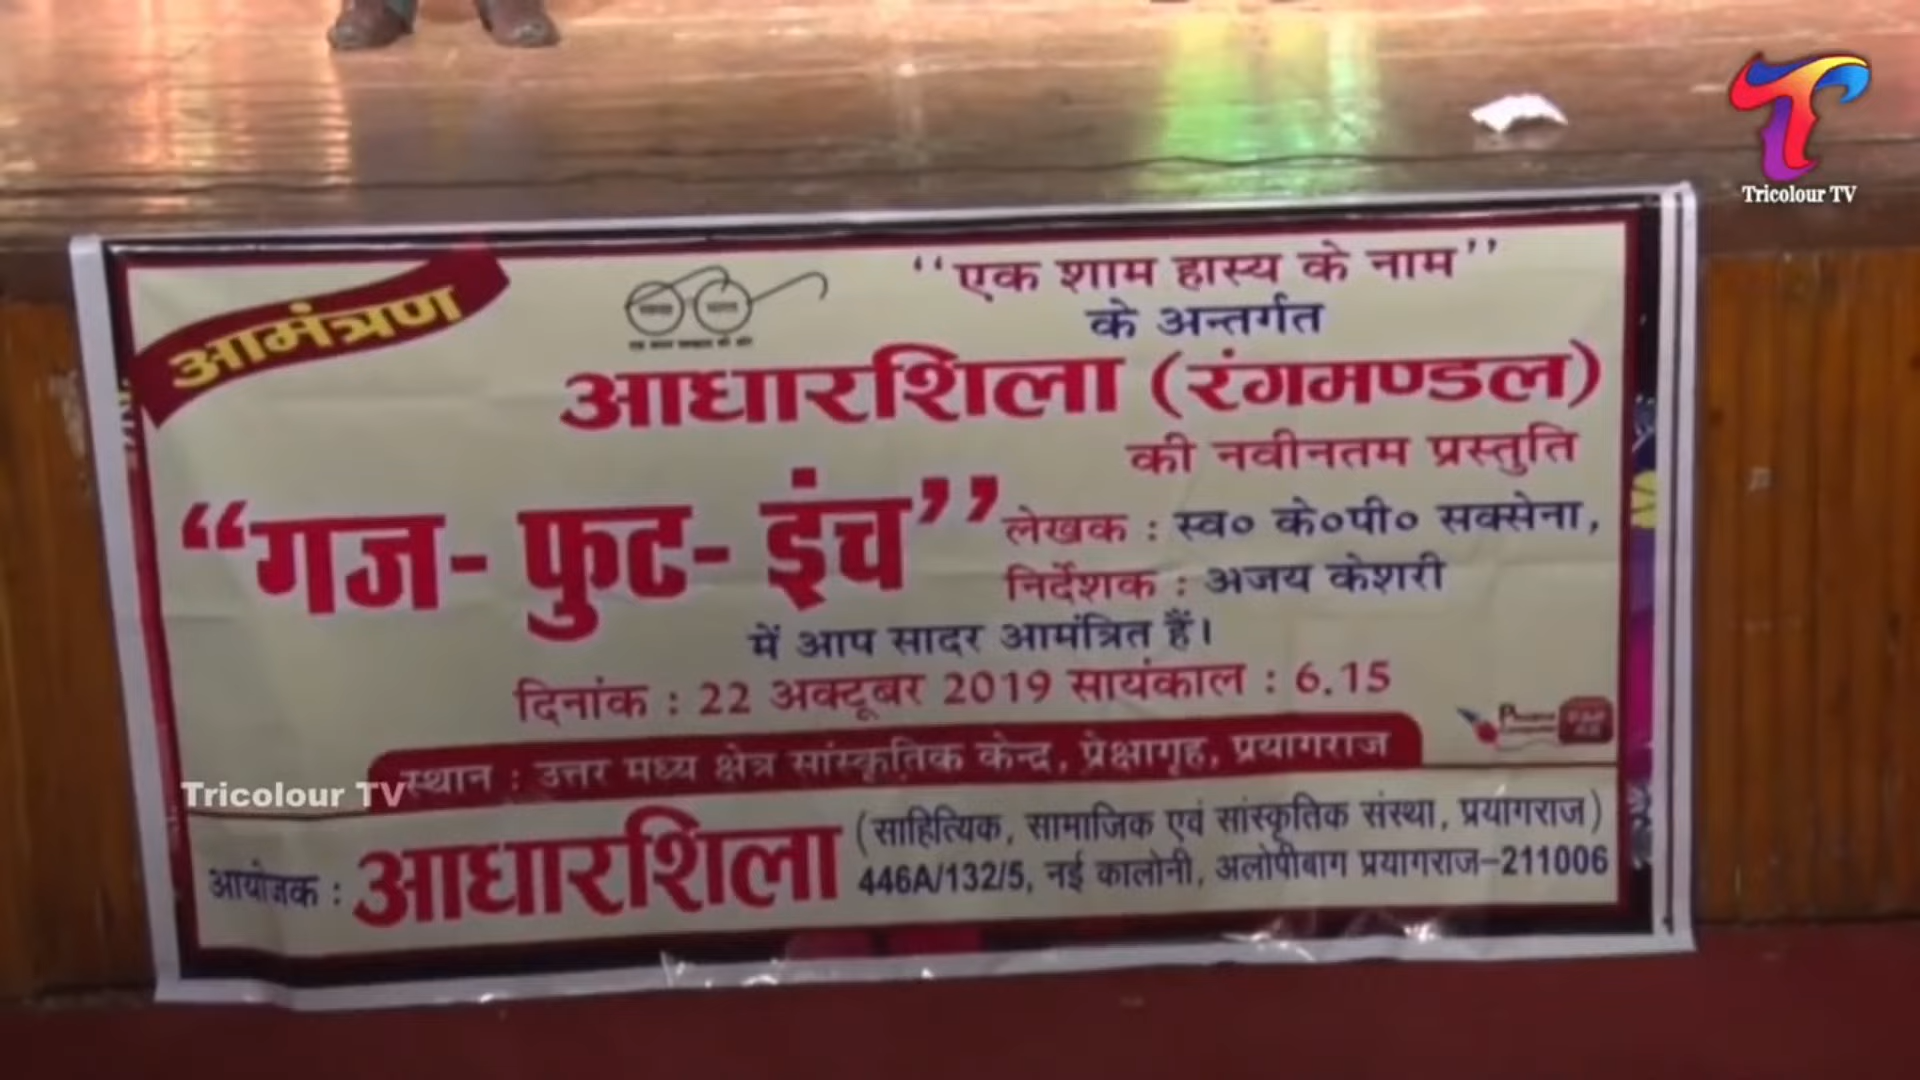 Tricolour TV
आमंत्रण
“एक शाम हास्य के नाम”
के अन्तर्गत
आधारशिला (रंगमण्डल)
की नवीनतम प्रस्तुति
“गज- फुट- इंच”
लेखक : स्व० के०पी० सक्सेना,
निर्देशक : अजय केशरी
में आप सादर आमंत्रित हैं।
दिनांक : 22 अक्टूबर 2019 सायंकाल : 6.15
स्थान : उत्तर मध्य क्षेत्र सांस्कृतिक केन्द्र, प्रेक्षागृह, प्रयागराज
Tricolour TV
आयोजक : आधारशिला
(साहित्यिक, सामाजिक एवं सांस्कृतिक संस्था, प्रयागराज)
446A/132/5, नई कालोनी, अलोपीबाग प्रयागराज–211006